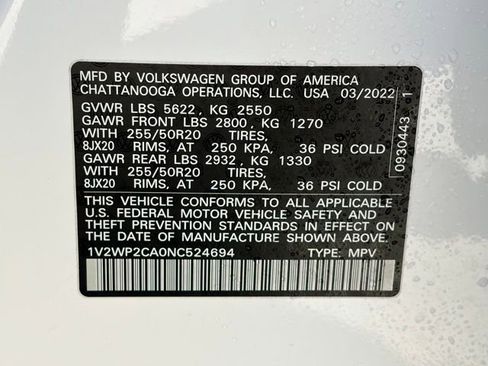 MFD BY VOLKSWAGEN GROUP OF AMERICA
CHATTANOOGA OPERATIONS, LLC. USA 03/2022
GVWR LBS 5622, KG 2550
GAWR FRONT LBS 2800, KG 1270
WITH 255/50R20 TIRES,
8JX20 RIMS, AT 250 KPA, 36 PSI COLD
GAWR REAR LBS 2932, KG 1330
WITH 255/50R20 TIRES,
8JX20 RIMS, AT 250 KPA, 36 PSI COLD
THIS VEHICLE CONFORMS TO ALL APPLICABLE
U.S. FEDERAL MOTOR VEHICLE SAFETY AND
THEFT PREVENTION STANDARDS IN EFFECT ON
THE DATE OF MANUFACTURE SHOWN ABOVE.
1V2WP2CA0NC524694 TYPE: MPV
0930443 1